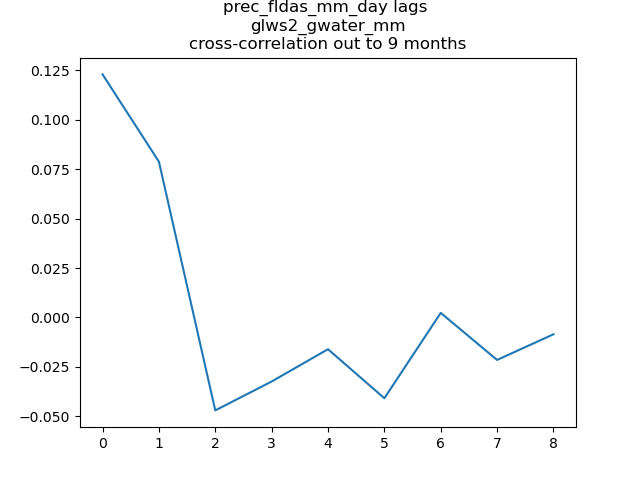 prec_fldas_mm_day lags
glws2_gwater_mm
cross-correlation out to 9 months
0.125
0.100
0.075
0.050
0.025
0.000
−0.025
−0.050
0 1 2 3 4 5 6 7 8